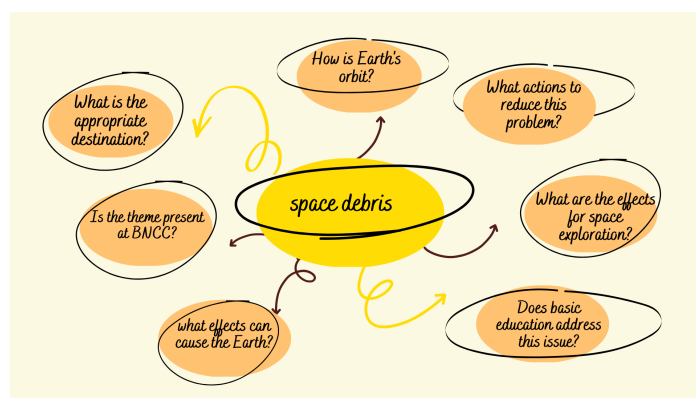 How is Earth's
orbit?
What is the
appropriate
destination?
What actions to
reduce this
problem?
space debris
Is the theme present
at BNCC?
What are the effects
for space
exploration?
what effects can
cause the Earth?
Does basic
education address
this issue?